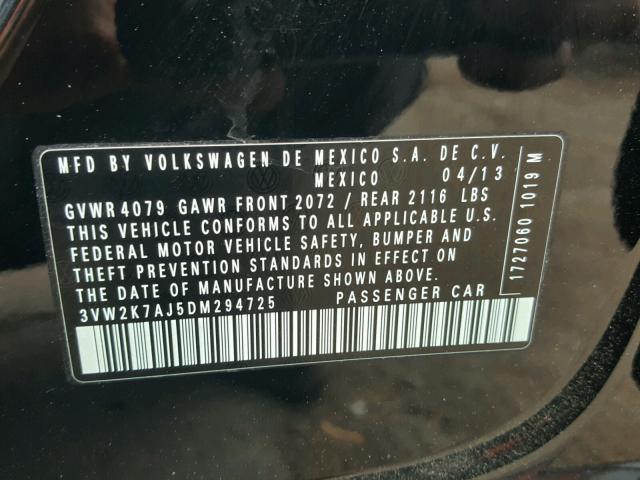 MFD BY VOLKSWAGEN DE MEXICO S.A. DE C.V.
MEXICO 04/13
GVWR 4079 GAWR FRONT 2072 / REAR 2116 LBS
THIS VEHICLE CONFORMS TO ALL APPLICABLE U.S.
FEDERAL MOTOR VEHICLE SAFETY, BUMPER AND
THEFT PREVENTION STANDARDS IN EFFECT ON
THE DATE OF MANUFACTURE SHOWN ABOVE.
3VW2K7AJ5DM294725 PASSENGER CAR
1727060 1019 M